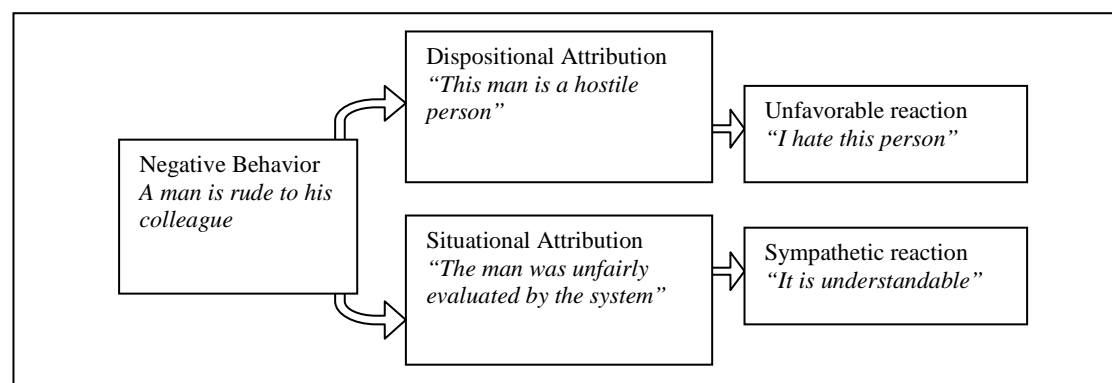 Dispositional Attribution
“This man is a hostile
person”
Unfavorable reaction
“I hate this person”
Negative Behavior
A man is rude to his
colleague
Situational Attribution
“The man was unfairly
evaluated by the system”
Sympathetic reaction
“It is understandable”